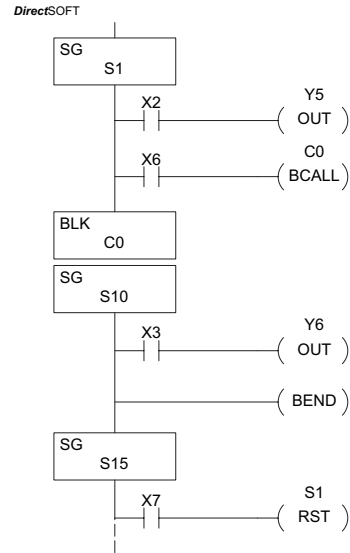 DirectSOFT
SG
S1
X2
Y5
OUT
X6
C0
BCALL
BLK
C0
SG
S10
X3
Y6
OUT
BEND
SG
S15
X7
S1
RST